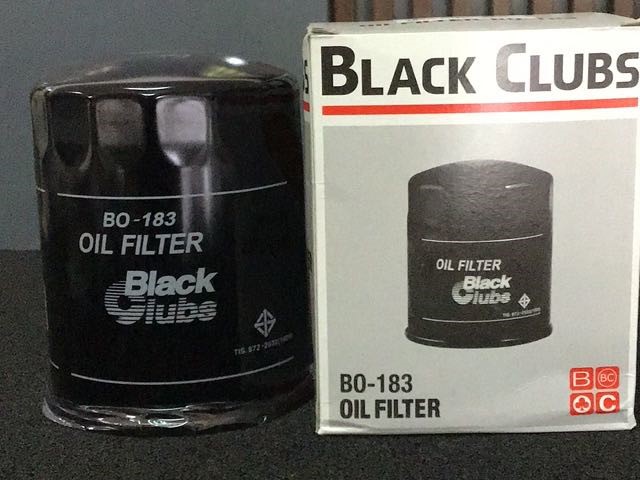 BO-183
OIL FILTER
Black
Clubs
BLACK CLUBS
OIL FILTER
Black
Clubs
BO-183
OIL FILTER
B
BC
C